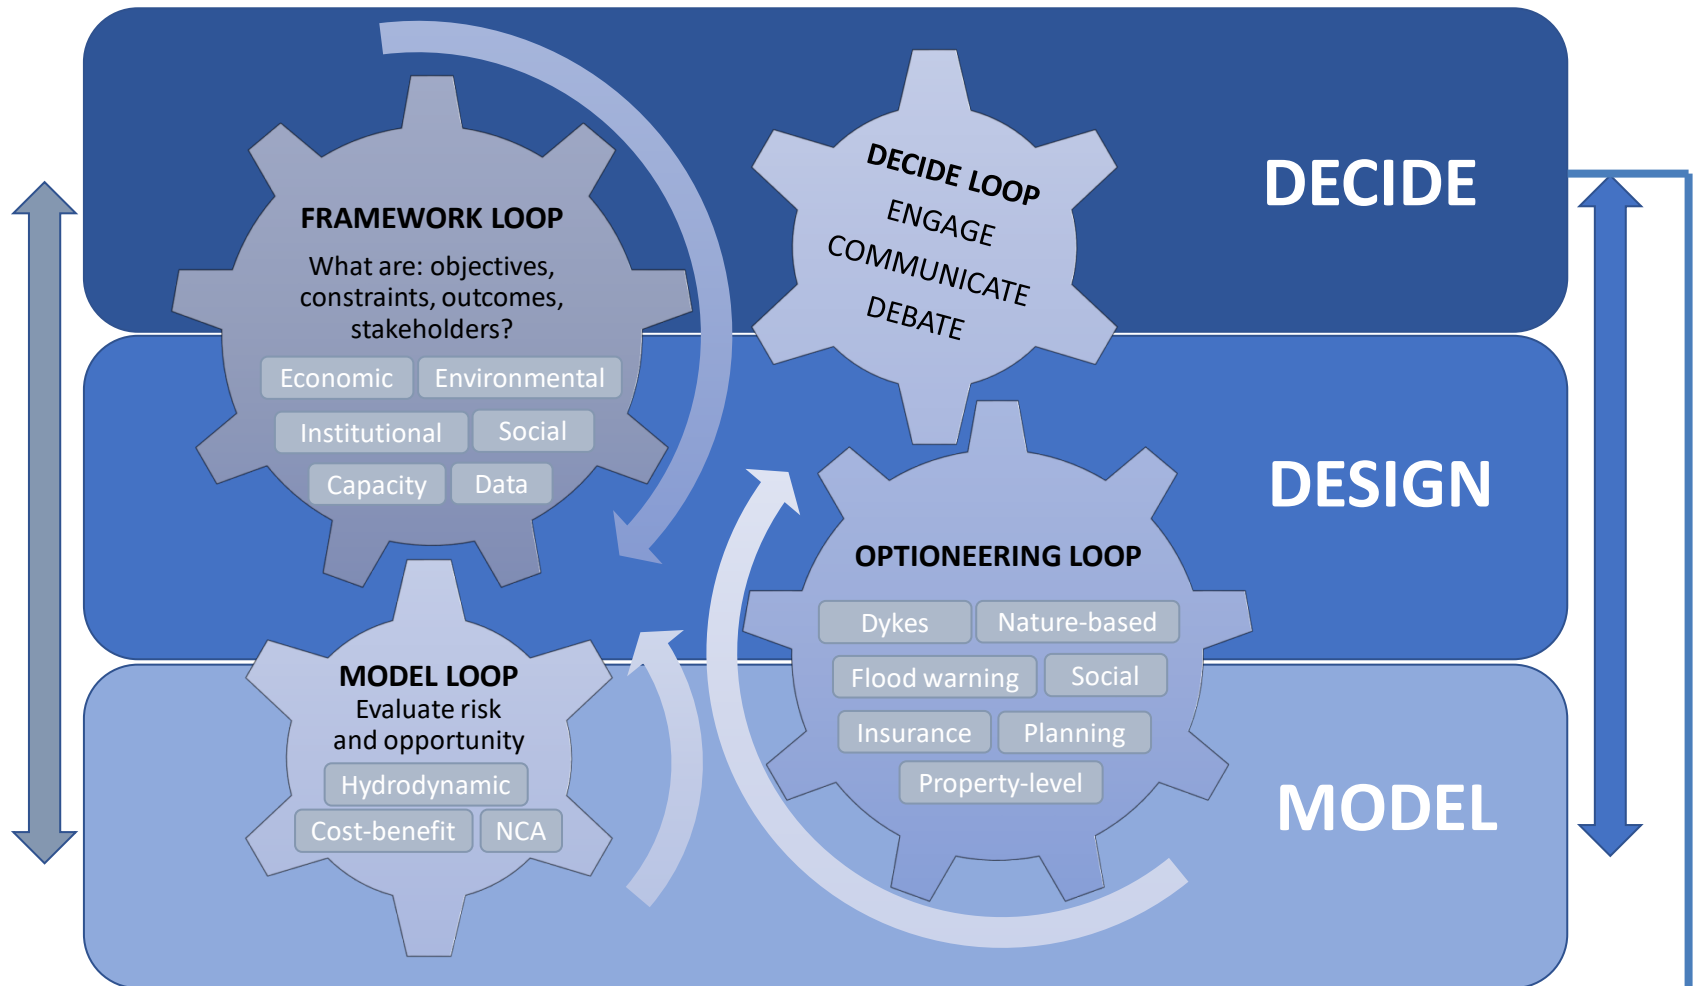 FRAMEWORK LOOP
What are: objectives,
constraints, outcomes,
stakeholders?
Economic
Environmental
Institutional
Social
Capacity
Data
DECIDE LOOP
ENGAGE
COMMUNICATE
DEBATE
DECIDE
DESIGN
MODEL LOOP
Evaluate risk
and opportunity
Hydrodynamic
Cost-benefit
NCA
OPTIONEERING LOOP
Dykes
Nature-based
Flood warning
Social
Insurance
Planning
Property-level
MODEL